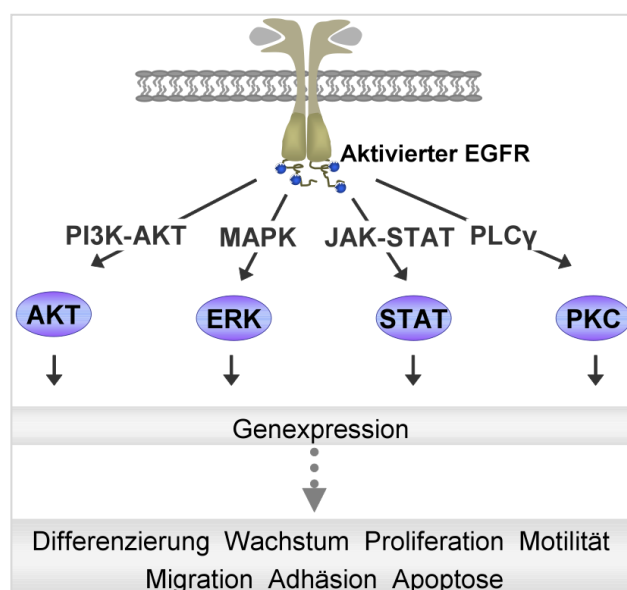 Aktivierter EGFR
PI3K-AKT MAPK JAK-STAT PLCγ
AKT ERK STAT PKC
Genexpression
Differenzierung Wachstum Proliferation Motilität
Migration Adhäsion Apoptose